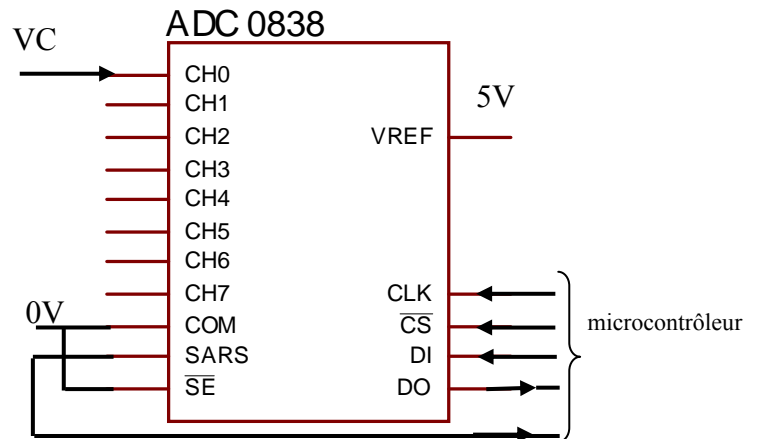 ADC 0838
VC
CH0
CH1
5V
CH2
VREF
CH3
CH4
CH5
CH6
CH7
CLK
0V
COM
CS
microcontrôleur
SARS
DI
SE
DO